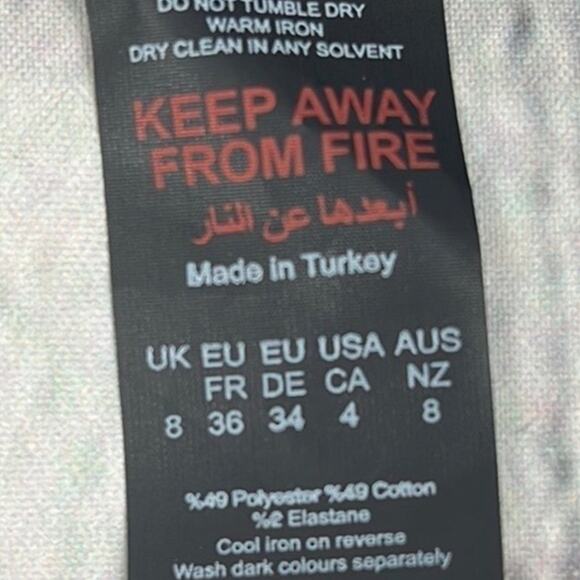 DO NOT TUMBLE DRY
WARM IRON
DRY CLEAN IN ANY SOLVENT
KEEP AWAY
FROM FIRE
أبعدها عن النار
Made in Turkey
UK EU EU USA AUS
FR DE CA NZ
8 36 34 4 8
%49 Polyester %49 Cotton
%2 Elastane
Cool iron on reverse
Wash dark colours separately